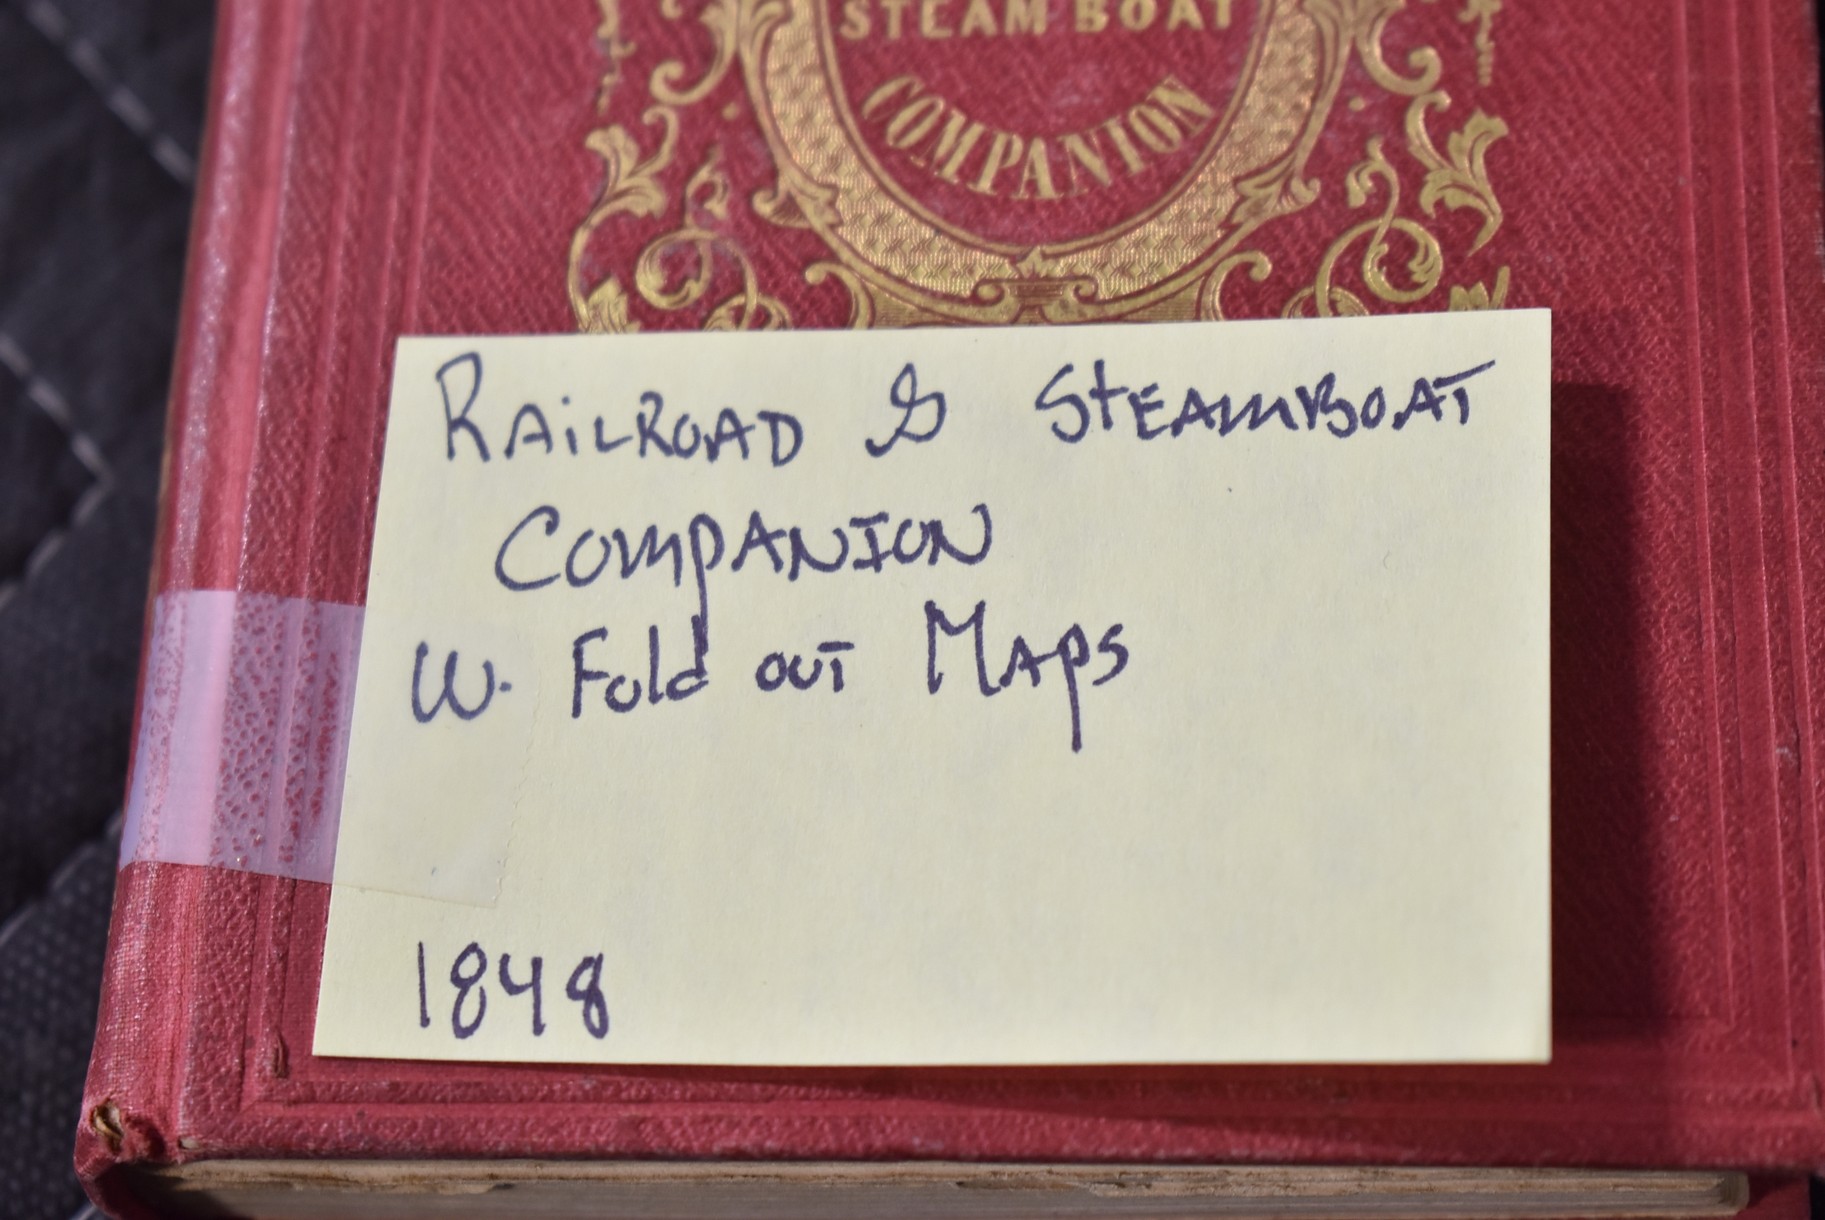 STEAM BOAT
COMPANION
RAiLROAD & STEAMBOAT
COMPANION
W. Fold out MAPS
1848